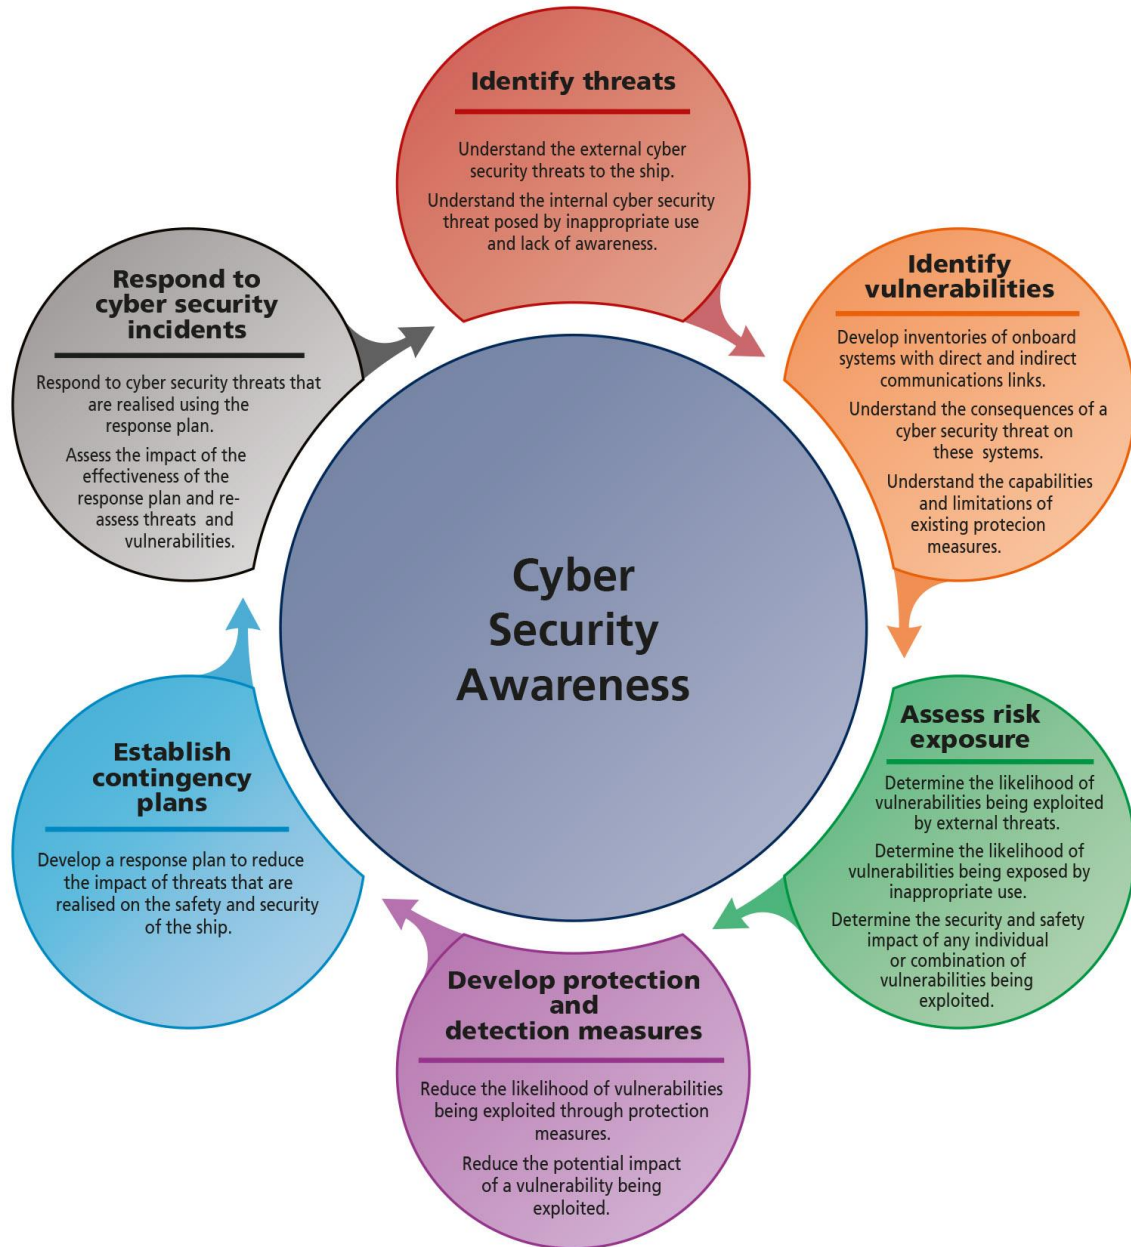 Identify threats
Understand the external cyber
security threats to the ship.
Understand the internal cyber security
threat posed by inappropriate use
and lack of awareness.
Identify
vulnerabilities
Develop inventories of onboard
systems with direct and indirect
communications links.
Understand the consequences of a
cyber security threat on
these systems.
Understand the capabilities
and limitations of
existing protecion
measures.
Assess risk
exposure
Determine the likelihood of
vulnerabilities being exploited
by external threats.
Determine the likelihood of
vulnerabilities being exposed by
inappropriate use.
Determine the security and safety
impact of any individual
or combination of
vulnerabilities being
exploited.
Develop protection
and
detection measures
Reduce the likelihood of vulnerabilities
being exploited through protection
measures.
Reduce the potential impact
of a vulnerability being
exploited.
Establish
contingency
plans
Develop a response plan to reduce
the impact of threats that are
realised on the safety and security
of the ship.
Respond to
cyber security
incidents
Respond to cyber security threats that
are realised using the
response plan.
Assess the impact of the
effectiveness of the
response plan and re-
assess threats and
vulnerabilities.
Cyber
Security
Awareness